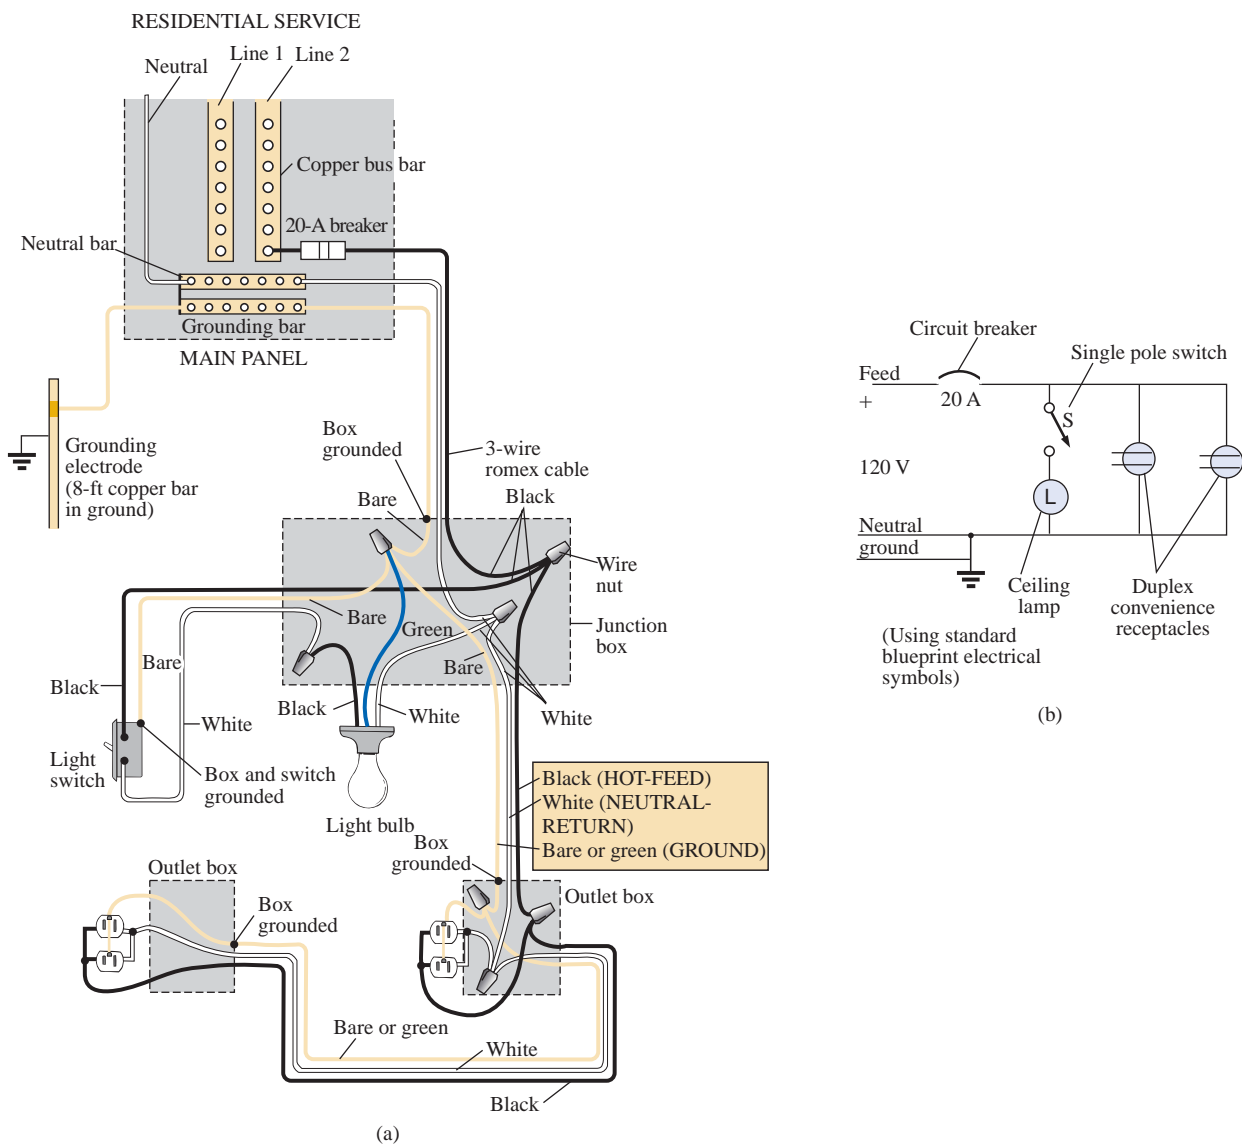 RESIDENTIAL SERVICE
Neutral
Line 1
Line 2
Copper bus bar
20-A breaker
Neutral bar
Grounding bar
MAIN PANEL
Grounding
electrode
(8-ft copper bar
in ground)
Box
grounded
3-wire
romex cable
Bare
Black
Wire
nut
Bare
Green
Junction
box
Bare
Bare
Black
White
Black
White
White
Light
switch
Box and switch
grounded
Light bulb
Black (HOT-FEED)
White (NEUTRAL-
RETURN)
Bare or green (GROUND)
Box
grounded
Outlet box
Outlet box
Box
grounded
Bare or green
White
Black
(a)
Circuit breaker
Single pole switch
Feed
+
20 A
S
120 V
L
Neutral
ground
Ceiling
lamp
Duplex
convenience
receptacles
(Using standard
blueprint electrical
symbols)
(b)